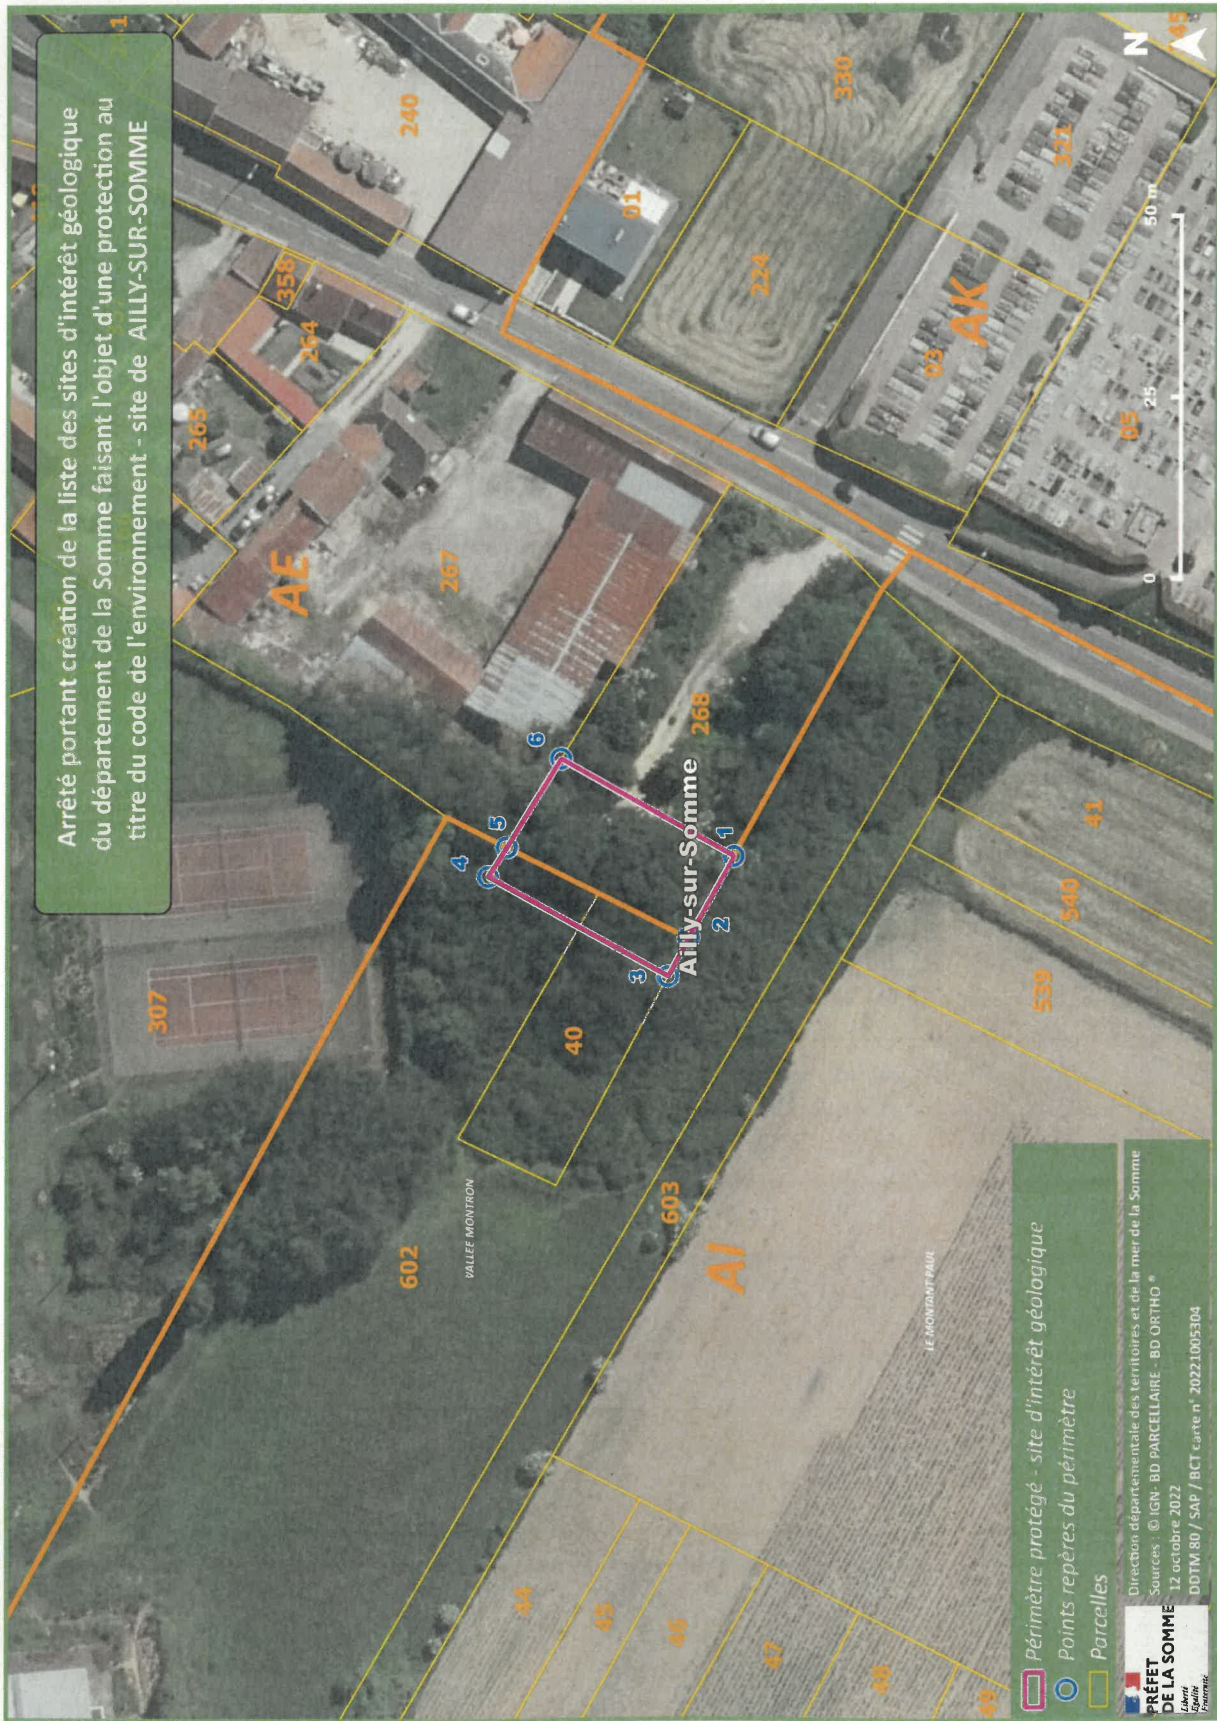 Arrêté portant création de la liste des sites d'intérêt géologique
du département de la Somme faisant l'objet d'une protection au
titre du code de l'environnement - site de AILLY-SUR-SOMME
N
307
265
264
358
240
01
330
224
321
AE
267
268
AK
03
05
0
25
50 m
4
5
6
3
2
1
Ailly-sur-Somme
40
602
VALLEE MONTRON
603
AI
LE MONTANT PAUL
539
540
41
44
45
46
47
48
49
Périmètre protégé - site d'intérêt géologique
Points repères du périmètre
Parcelles
PRÉFET
DE LA SOMME
Liberté
Égalité
Fraternité
Direction départementale des territoires et de la mer de la Somme
Sources : © IGN - BD PARCELLAIRE - BD ORTHO ®
12 octobre 2022
DDTM 80 / SAP / BCT carte n° 20221005304